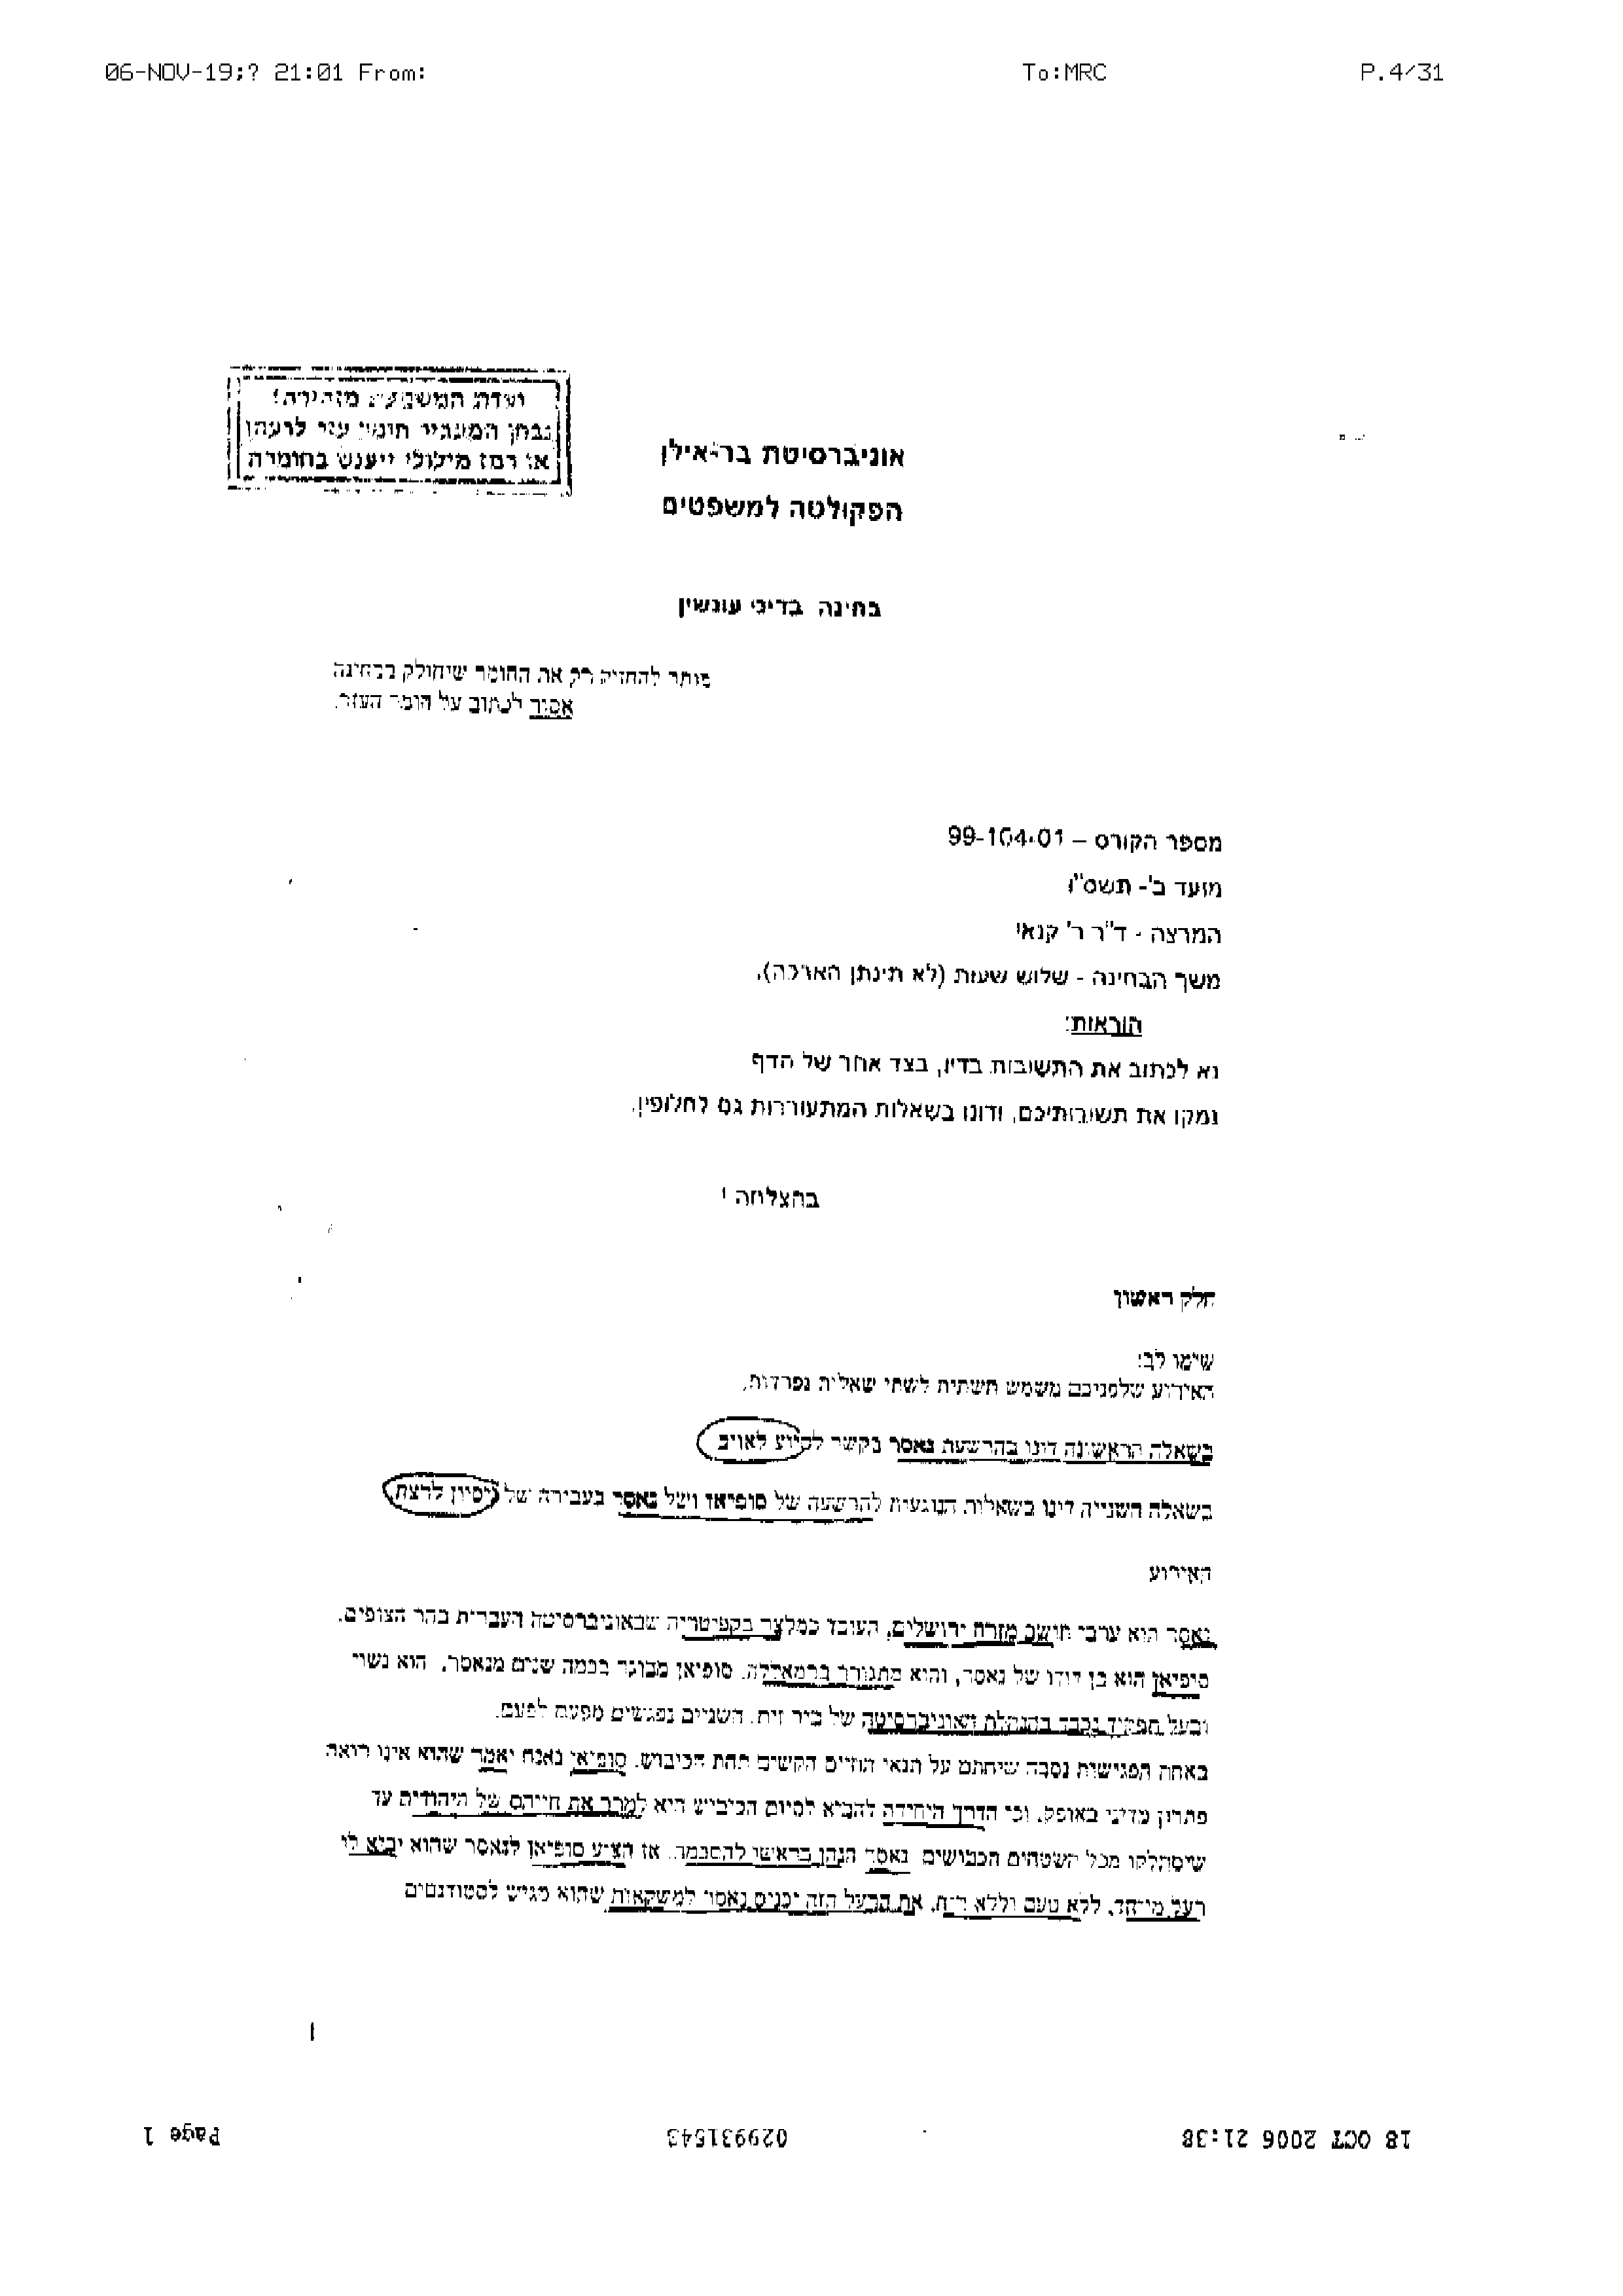 06-NOV-19;? 21:01 From: To:MRC P.4/31
ועדת המשמעת מזהירה!
נבחן המעביר חומר עזר לרעהו
או רמז מילולי ייענש בחומרה
אוניברסיטת בר-אילן
הפקולטה למשפטים
בחינה בדיני עונשין
מותר להחזיק רק את החומר שיחולק בבחינה
אסור לכתוב על חומר העזר.
מספר הקורס – 99-104-01
מועד ב'- תשס"ו
המרצה - ד"ר ר' קנאי
משך הבחינה - שלוש שעות (לא תינתן הארכה).
הוראות:
נא לכתוב את התשובות בדיו, בצד אחד של הדף
נמקו את תשובותיכם, ודונו בשאלות המתעוררות גם לחלופין.
בהצלחה !
חלק ראשון
שימו לב:
האירוע שלפניכם משמש תשתית לשתי שאלות נפרדות.
בשאלה הראשונה דונו בהרשעת נאסר בקשר לסיוע לאויב
בשאלה השנייה דונו בשאלות הנוגעות להרשעה של סופיאן ושל נאסר בעבירה של ניסיון לרצח
האירוע
נאסר הוא ערבי תושב מזרח ירושלים, העובד כמלצר בקפיטריה שבאוניברסיטה העברית בהר הצופים.
סופיאן הוא בן דודו של נאסר, והוא מתגורר ברמאללה. סופיאן מבוגר בכמה שנים מנאסר, הוא נשוי
ובעל תפקיד נכבד בהנהלת האוניברסיטה של ביר זית. השניים נפגשים מפעם לפעם.
באחת הפגישות נסבה שיחתם על תנאי החיים הקשים תחת הכיבוש. סופיאן נאנח ואמר שהוא אינו רואה
פתרון מדיני באופק, וכי הדרך היחידה להביא לסיום הכיבוש היא למרר את חייהם של היהודים עד
שיסתלקו מכל השטחים הכבושים. נאסר הנהן בראשו להסכמה. אז הציע סופיאן לנאסר שהוא יביא לו
רעל מיוחד, ללא טעם וללא ריח, את הרעל הזה יכניס נאסר למשקאות שהוא מגיש לסטודנטים
1
18 OCT 2006 21:38 029931543 Page 1